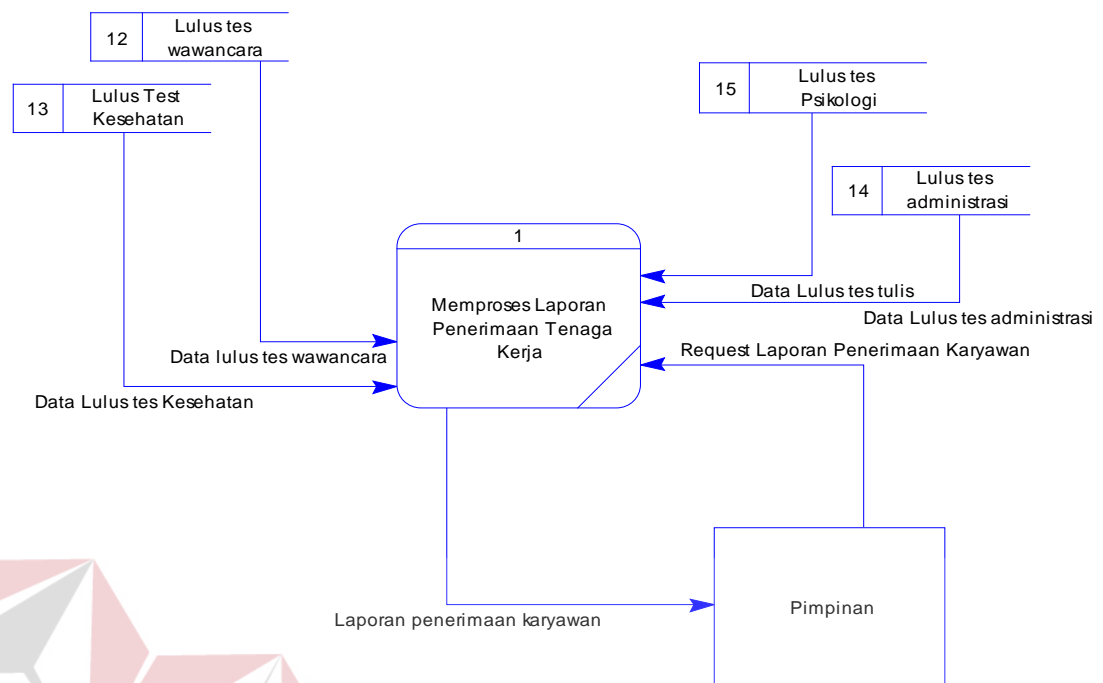 12
Lulus tes
wawancara
13
Lulus Test
Kesehatan
15
Lulus tes
Psikologi
14
Lulus tes
administrasi
1
Memproses Laporan
Penerimaan Tenaga
Kerja
Data Lulus tes tulis
Data Lulus tes administrasi
Data lulus tes wawancara
Request Laporan Penerimaan Karyawan
Data Lulus tes Kesehatan
Laporan penerimaan karyawan
Pimpinan